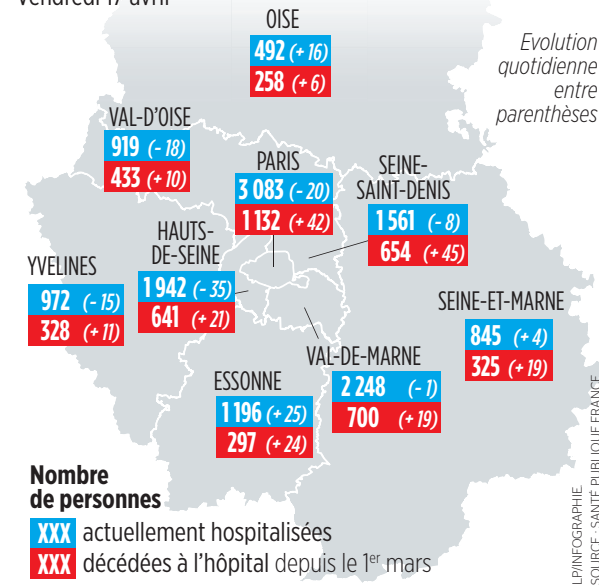 Vendredi 17 avril
OISE
492 (+ 16)
258 (+ 6)
Evolution
quotidienne
entre
parenthèses
VAL-D'OISE
919 (- 18)
433 (+ 10)
PARIS
3 083 (- 20)
1 132 (+ 42)
SEINE-
SAINT-DENIS
1 561 (- 8)
654 (+ 45)
HAUTS-
DE-SEINE
1 942 (- 35)
641 (+ 21)
YVELINES
972 (- 15)
328 (+ 11)
SEINE-ET-MARNE
845 (+ 4)
325 (+ 19)
VAL-DE-MARNE
2 248 (- 1)
700 (+ 19)
ESSONNE
1 196 (+ 25)
297 (+ 24)
Nombre
de personnes
XXX actuellement hospitalisées
XXX décédées à l'hôpital depuis le 1er mars
LP/INFOGRAPHIE.
SOURCE : SANTÉ PUBLIQUE FRANCE.